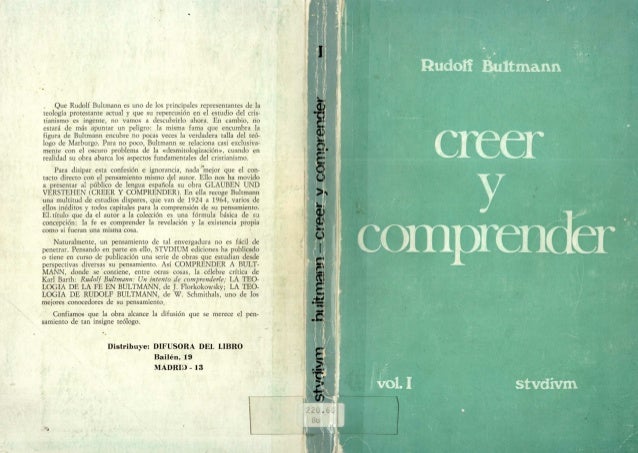 Que Rudolf Bultmann es uno de los principales representantes de la
teología protestante actual y que su repercusión en el estudio del cris-
tianismo es ingente, no vamos a descubrirlo ahora. En cambio, no
estará de más apuntar un peligro: la misma fama que encumbra la
figura de Bultmann encubre no pocas veces la verdadera talla del teó-
logo de Marburgo. Para no poco, Bultmann se relaciona casi exclusiva-
mente con el oscuro problema de la «desmitologización», cuando en
realidad su obra abarca los aspectos fundamentales del cristianismo.
Para disipar esta confesión e ignorancia, nada mejor que el con-
tacto directo con el pensamiento mismo del autor. Ello nos ha movido
a presentar al público de lengua española su obra GLAUBEN UND
VERSTEHEN (CREER Y COMPRENDER). En ella recoge Bultmann
una multitud de estudios dispares, que van de 1924 a 1964, varios de
ellos inéditos y todos capitales para la comprensión de su pensamiento.
El título que da el autor a la colección es una fórmula básica de su
concepción: la fe es comprender la revelación y la existencia propia
como si fueran una misma cosa.
Naturalmente, un pensamiento de tal envergadura no es fácil de
penetrar. Pensando en parte en ello, STVDIVM ediciones ha publicado
o tiene en curso de publicación una serie de obras que estudian desde
perspectivas diversas su pensamiento. Así COMPRENDER A BULT-
MANN, donde se contiene, entre otras cosas, la célebre crítica de
Karl Barth: Rudolf Bultmann: Un intento de comprenderle; LA TEO-
LOGIA DE LA FE EN BULTMANN, de J. Florkokowsky; LA TEO-
LOGIA DE RUDOLF BULTMANN, de W. Schmithals, uno de los
mejores conocedores de su pensamiento.
Confiamos que la obra alcance la difusión que se merece el pen-
samiento de tan insigne teólogo.
Distribuye: DIFUSORA DEL LIBRO
Bailén, 19
MADRID - 13
I
stvdivm bultmann - creer y comprender
220.6
Bu
Rudolf Bultmann
creer
y
comprender
vol. I
stvdivm